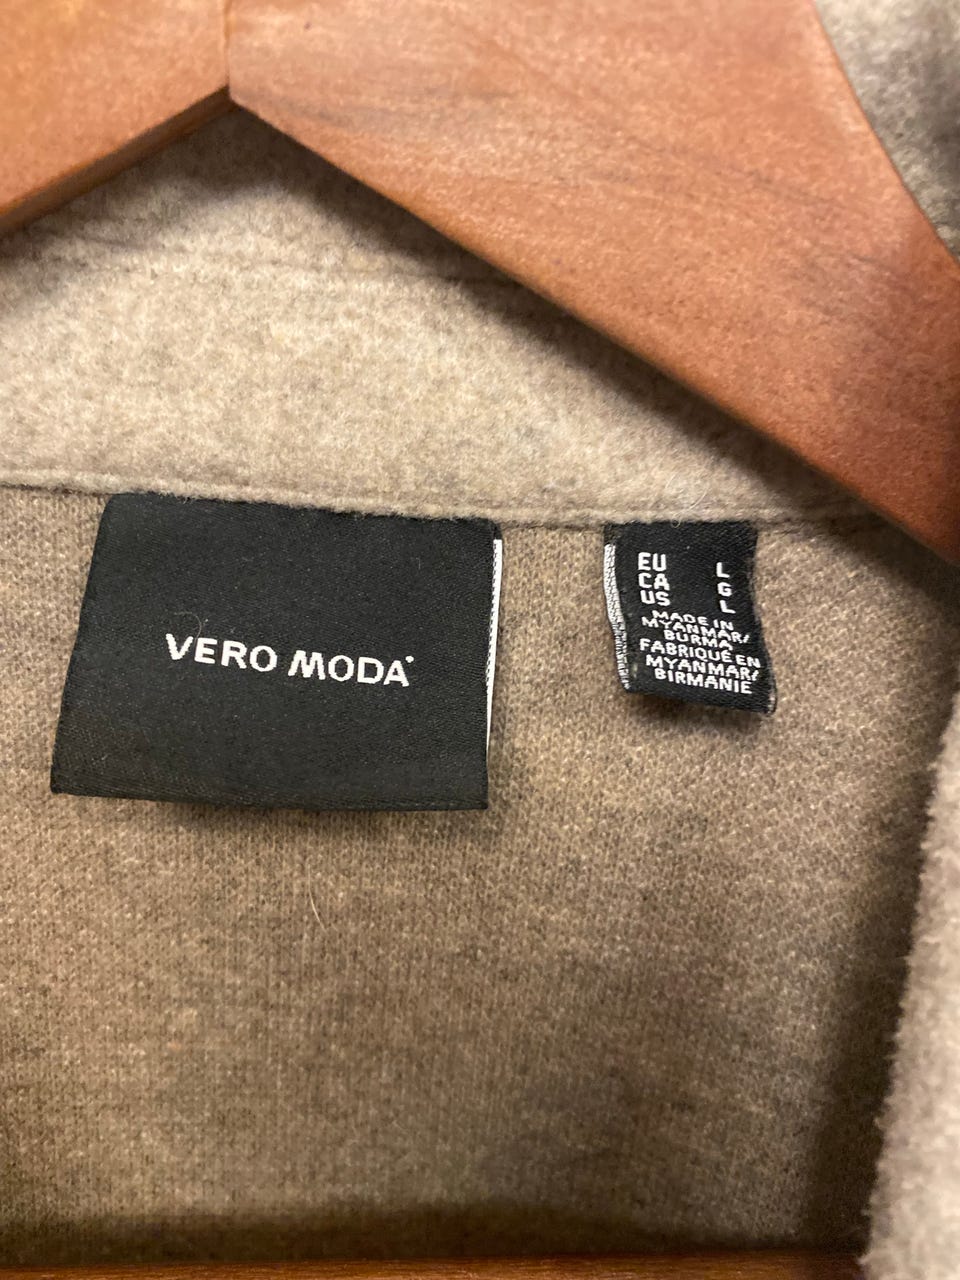 VERO MODA
EU L
CA G
US L
MADE IN
MYANMAR/
BURMA
FABRIQUÉ EN
MYANMAR/
BIRMANIE